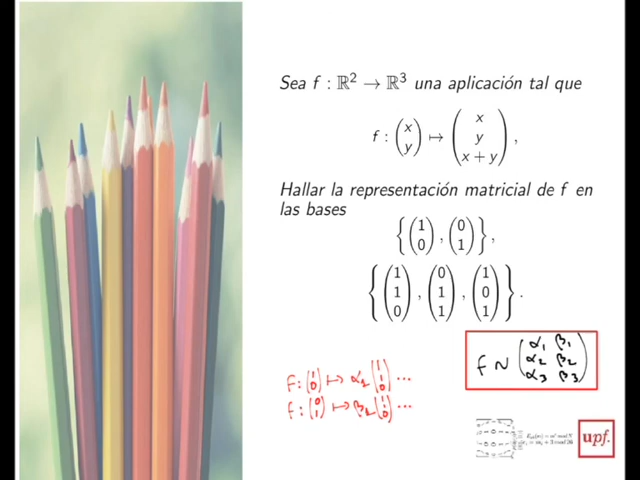 Sea f : ℝ² → ℝ³ una aplicación tal que
f : (x y) ↦ (x y x + y) ,
Hallar la representación matricial de f en
las bases
{(1 0) , (0 1)} ,
{(1 1 0) , (0 1 1) , (1 0 1)} .
f ~ (α₁ β₁ α₂ β₂ α₃ β₃)
f : (1 0) ↦ α₁ (1 1 0) ...
f : (0 1) ↦ β₁ (1 1 0) ...
upf.